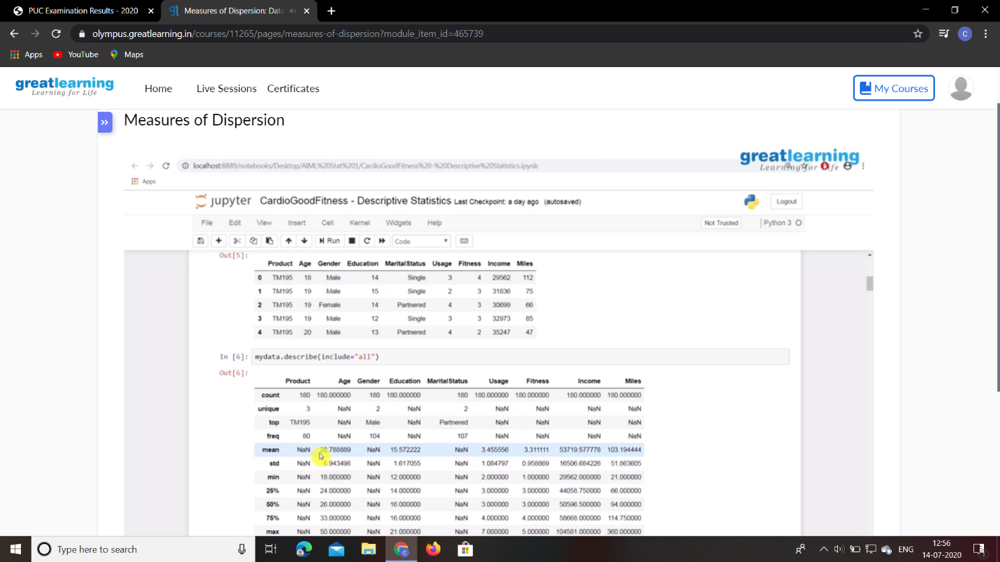 PUC Examination Results - 2020
Measures of Dispersion: Data
olympus.greatlearning.in/courses/11265/pages/measures-of-dispersion?module_item_id=465739
C
Apps YouTube Maps
greatlearning
Learning for Life
Home Live Sessions Certificates My Courses
Measures of Dispersion
localhost:8889/notebooks/Desktop/AIML%20Stat%201/CardioGoodFitness%20-%20Descriptive%20Statistics.ipynb
greatlearning
Learning for Life
Apps
jupyter CardioGoodFitness - Descriptive Statistics Last Checkpoint: a day ago (autosaved) Logout
File Edit View Insert Cell Kernel Widgets Help Not Trusted Python 3
Run Code
Out[5]:
Product Age Gender Education MaritalStatus Usage Fitness Income Miles
0 TM195 18 Male 14 Single 3 4 29562 112
1 TM195 19 Male 15 Single 2 3 31836 75
2 TM195 19 Female 14 Partnered 4 3 30699 66
3 TM195 19 Male 12 Single 3 3 32973 85
4 TM195 20 Male 13 Partnered 4 2 35247 47
In [6]: mydata.describe(include="all")
Out[6]:
Product Age Gender Education MaritalStatus Usage Fitness Income Miles
count 180 180.000000 180 180.000000 180 180.000000 180.000000 180.000000 180.000000
unique 3 NaN 2 NaN 2 NaN NaN NaN NaN
top TM195 NaN Male NaN Partnered NaN NaN NaN NaN
freq 80 NaN 104 NaN 107 NaN NaN NaN NaN
mean NaN 28.788889 NaN 15.572222 NaN 3.455556 3.311111 53719.577778 103.194444
std NaN 6.943498 NaN 1.617055 NaN 1.084797 0.958869 16506.684226 51.863605
min NaN 18.000000 NaN 12.000000 NaN 2.000000 1.000000 29562.000000 21.000000
25% NaN 24.000000 NaN 14.000000 NaN 3.000000 3.000000 44058.750000 66.000000
50% NaN 26.000000 NaN 16.000000 NaN 3.000000 3.000000 50596.500000 94.000000
75% NaN 33.000000 NaN 16.000000 NaN 4.000000 4.000000 58668.000000 114.750000
max NaN 50.000000 NaN 21.000000 NaN 7.000000 5.000000 104581.000000 360.000000
Type here to search
ENG
12:56
14-07-2020